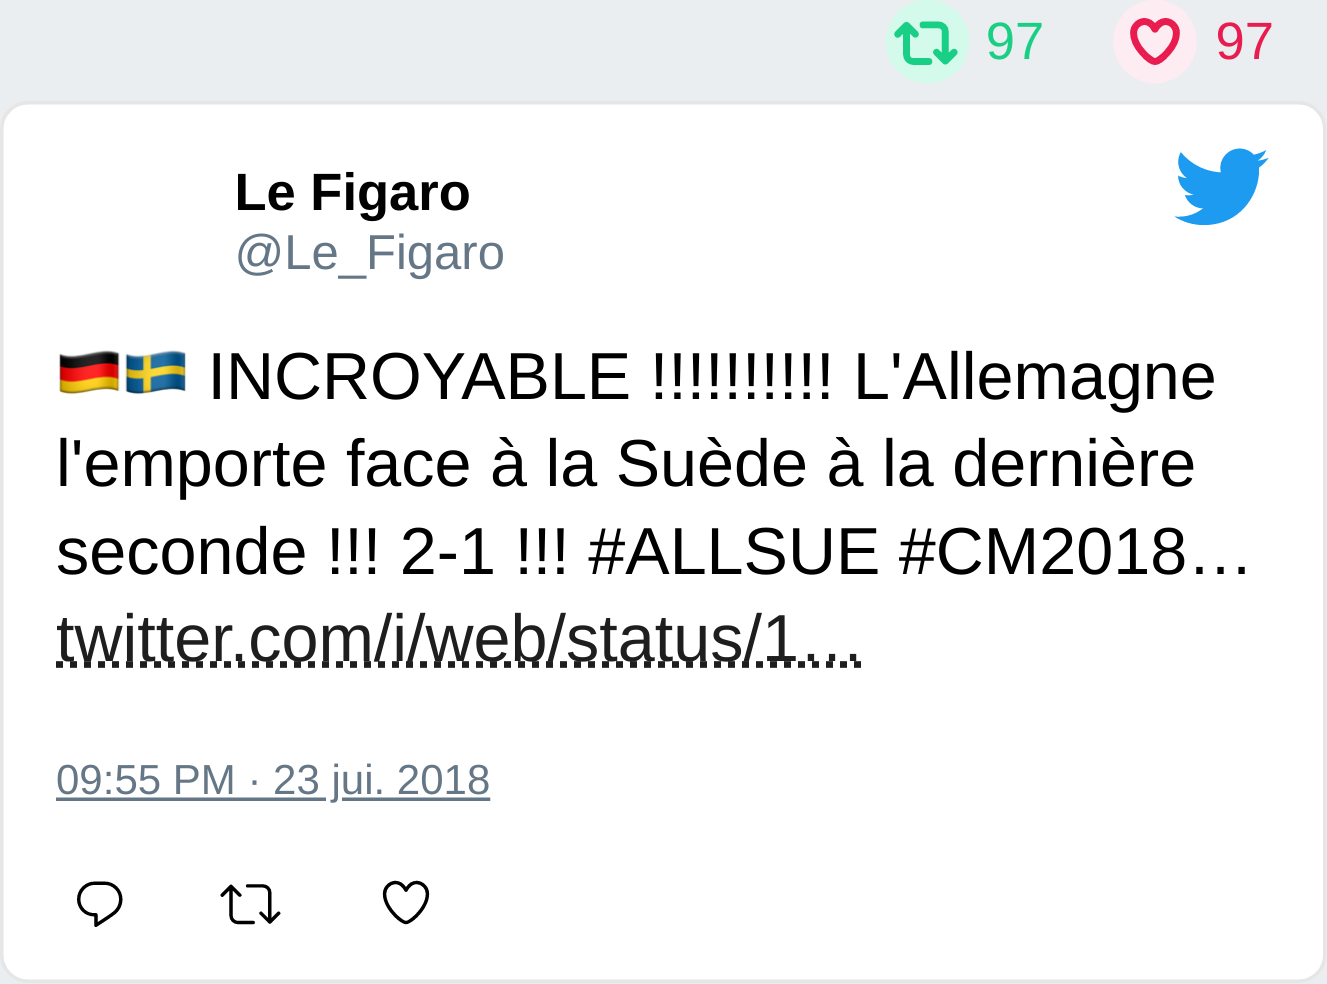 97 97
Le Figaro
@Le_Figaro
🇩🇪🇸🇪 INCROYABLE !!!!!!!!!! L'Allemagne
l'emporte face à la Suède à la dernière
seconde !!! 2-1 !!! #ALLSUE #CM2018…
twitter.com/i/web/status/1…
09:55 PM · 23 jui. 2018